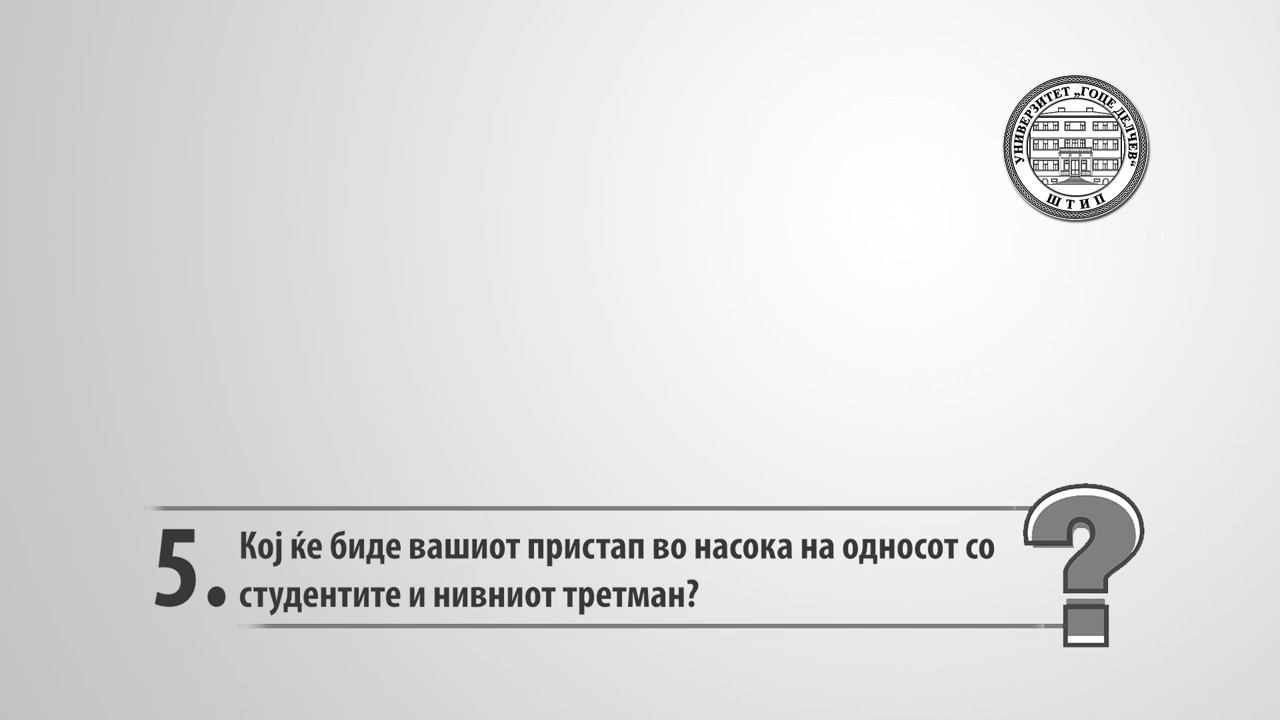 УНИВЕРЗИТЕТ „ГОЦЕ ДЕЛЧЕВ“
ШТИП
5. Кој ќе биде вашиот пристап во насока на односот со
студентите и нивниот третман?
?